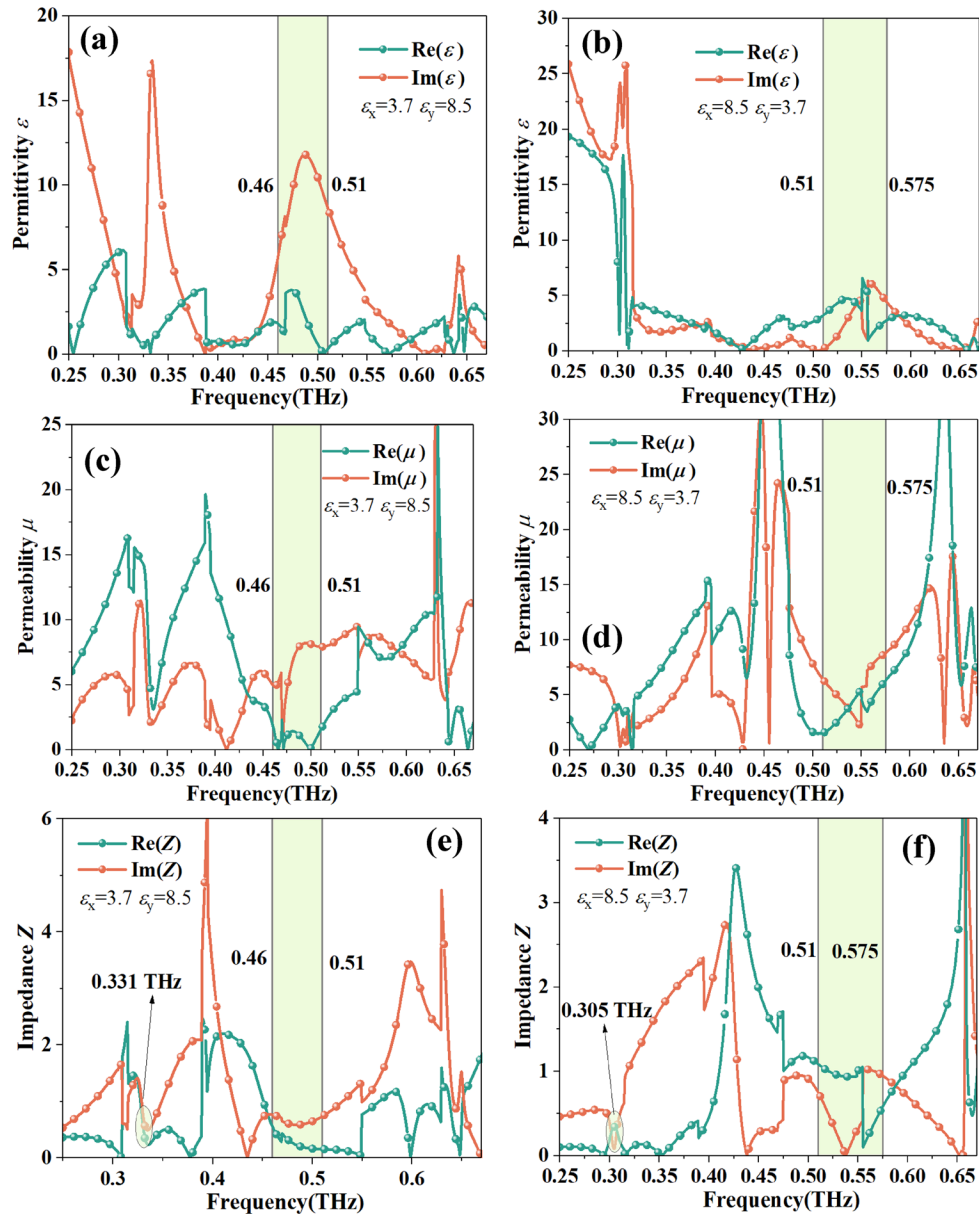 (a)
Re(ε)
Im(ε)
εx=3.7 εy=8.5
0.46
0.51
Permittivity ε
20
15
10
5
0
0.25 0.30 0.35 0.40 0.45 0.50 0.55 0.60 0.65
Frequency(THz)
(b)
Re(ε)
Im(ε)
εx=8.5 εy=3.7
0.51
0.575
Permittivity ε
30
25
20
15
10
5
0
0.25 0.30 0.35 0.40 0.45 0.50 0.55 0.60 0.65
Frequency(THz)
(c)
Re(μ)
Im(μ)
εx=3.7 εy=8.5
0.46
0.51
Permeability μ
25
20
15
10
5
0
0.25 0.30 0.35 0.40 0.45 0.50 0.55 0.60 0.65
Frequency(THz)
(d)
Re(μ)
Im(μ)
εx=8.5 εy=3.7
0.51
0.575
Permeability μ
30
25
20
15
10
5
0
0.25 0.30 0.35 0.40 0.45 0.50 0.55 0.60 0.65
Frequency(THz)
(e)
Re(Z)
Im(Z)
εx=3.7 εy=8.5
0.46
0.51
0.331 THz
Impedance Z
6
4
2
0
0.3 0.4 0.5 0.6
Frequency(THz)
(f)
Re(Z)
Im(Z)
εx=8.5 εy=3.7
0.51
0.575
0.305 THz
Impedance Z
4
3
2
1
0
0.25 0.30 0.35 0.40 0.45 0.50 0.55 0.60 0.65
Frequency(THz)